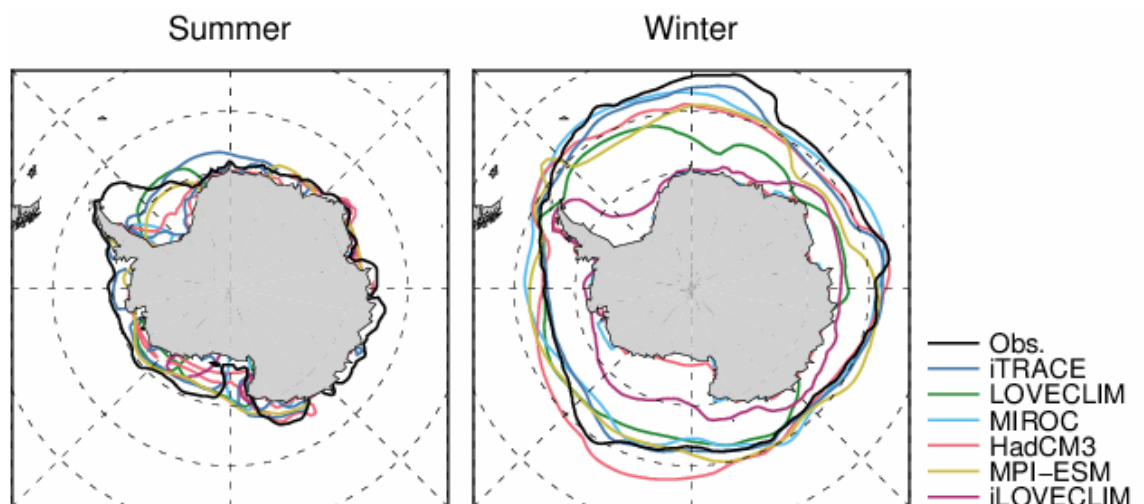 Summer
Winter
Obs.
iTRACE
LOVECLIM
MIROC
HadCM3
MPI−ESM
iLOVECLIM